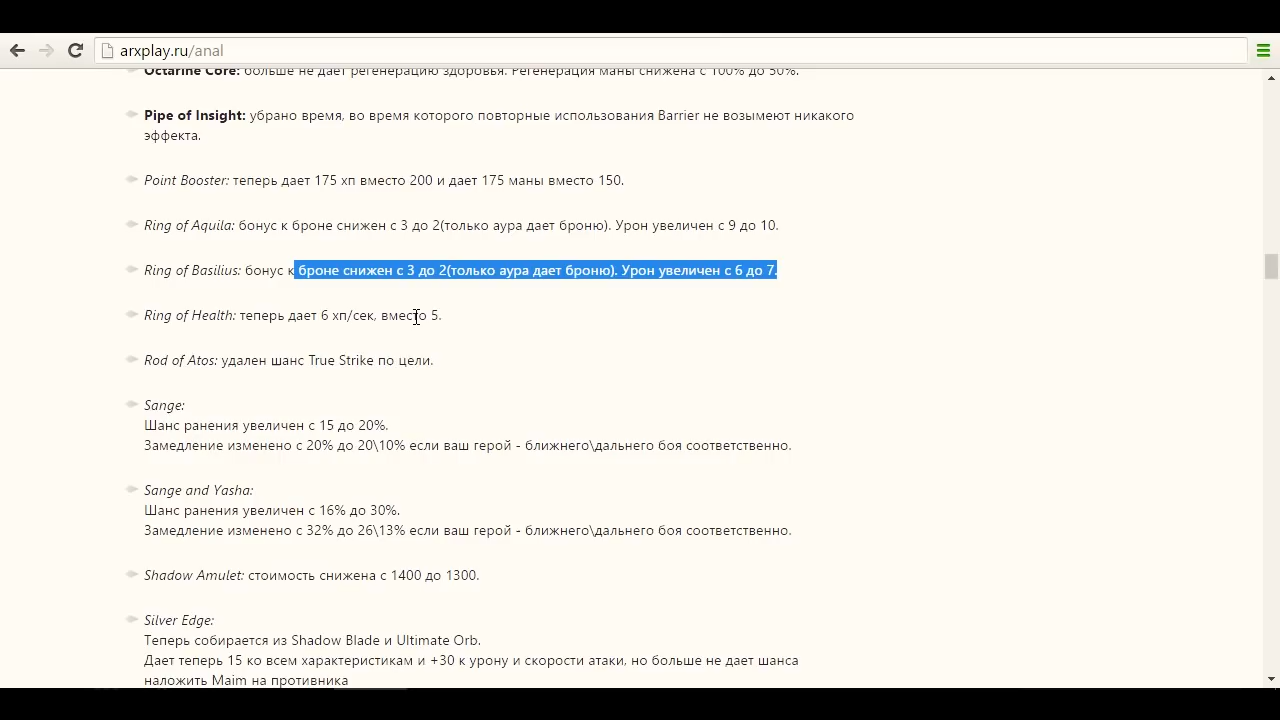 arxplay.ru/anal
Octarine Core: больше не дает регенерацию здоровья. Регенерация маны снижена с 100% до 50%.
Pipe of Insight: убрано время, во время которого повторные использования Barrier не возымеют никакого
эффекта.
Point Booster: теперь дает 175 хп вместо 200 и дает 175 маны вместо 150.
Ring of Aquila: бонус к броне снижен с 3 до 2(только аура дает броню). Урон увеличен с 9 до 10.
Ring of Basilius: бонус к броне снижен с 3 до 2(только аура дает броню). Урон увеличен с 6 до 7.
Ring of Health: теперь дает 6 хп/сек, вместо 5.
Rod of Atos: удален шанс True Strike по цели.
Sange:
Шанс ранения увеличен с 15 до 20%.
Замедление изменено с 20% до 20\10% если ваш герой - ближнего\дальнего боя соответственно.
Sange and Yasha:
Шанс ранения увеличен с 16% до 30%.
Замедление изменено с 32% до 26\13% если ваш герой - ближнего\дальнего боя соответственно.
Shadow Amulet: стоимость снижена с 1400 до 1300.
Silver Edge:
Теперь собирается из Shadow Blade и Ultimate Orb.
Дает теперь 15 ко всем характеристикам и +30 к урону и скорости атаки, но больше не дает шанса
наложить Maim на противника